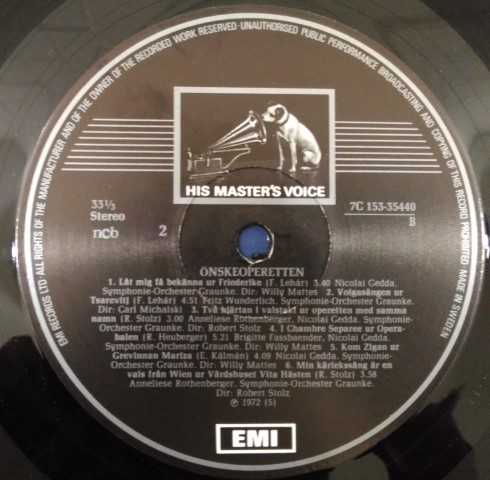 EMI RECORDS LTD ALL RIGHTS OF THE MANUFACTURER AND OF THE OWNER OF THE RECORDED WORK RESERVED·UNAUTHORISED PUBLIC PERFORMANCE BROADCASTING AND COPYING OF THIS RECORD PROHIBITED MADE IN SWEDEN
HIS MASTER'S VOICE
33⅓
Stereo
ncb
2
7C 153-35440
B
ÖNSKEOPERETTEN
1. Låt mig få bekänna ur Friederike (F. Lehár) 3.40 Nicolai Gedda.
Symphonie-Orchester Graunke. Dir: Willy Mattes 2. Volgasången ur
Tsarevitj (F. Lehár) 4.51 Fritz Wunderlich. Symphonie-Orchester Graunke.
Dir: Carl Michalski 3. Två hjärtan i valstakt ur operetten med samma
namn (R. Stolz) 3.00 Anneliese Rothenberger, Nicolai Gedda. Symphonie-
Orchester Graunke. Dir: Robert Stolz 4. I Chambre Separee ur Opera-
balen (R. Heuberger) 5.21 Brigitte Fassbaender, Nicolai Gedda.
Symphonie-Orchester Graunke. Dir: Willy Mattes 5. Kom Zigan ur
Grevinnan Mariza (E. Kálmán) 4.09 Nicolai Gedda. Symphonie-
Orchester Graunke. Dir: Willy Mattes 6. Min kärlekssång är en
vals från Wien ur Värdshuset Vita Hästen (R. Stolz) 3.58
Anneliese Rothenberger. Symphonie-Orchester Graunke.
Dir: Robert Stolz
℗ 1972 (5)
EMI